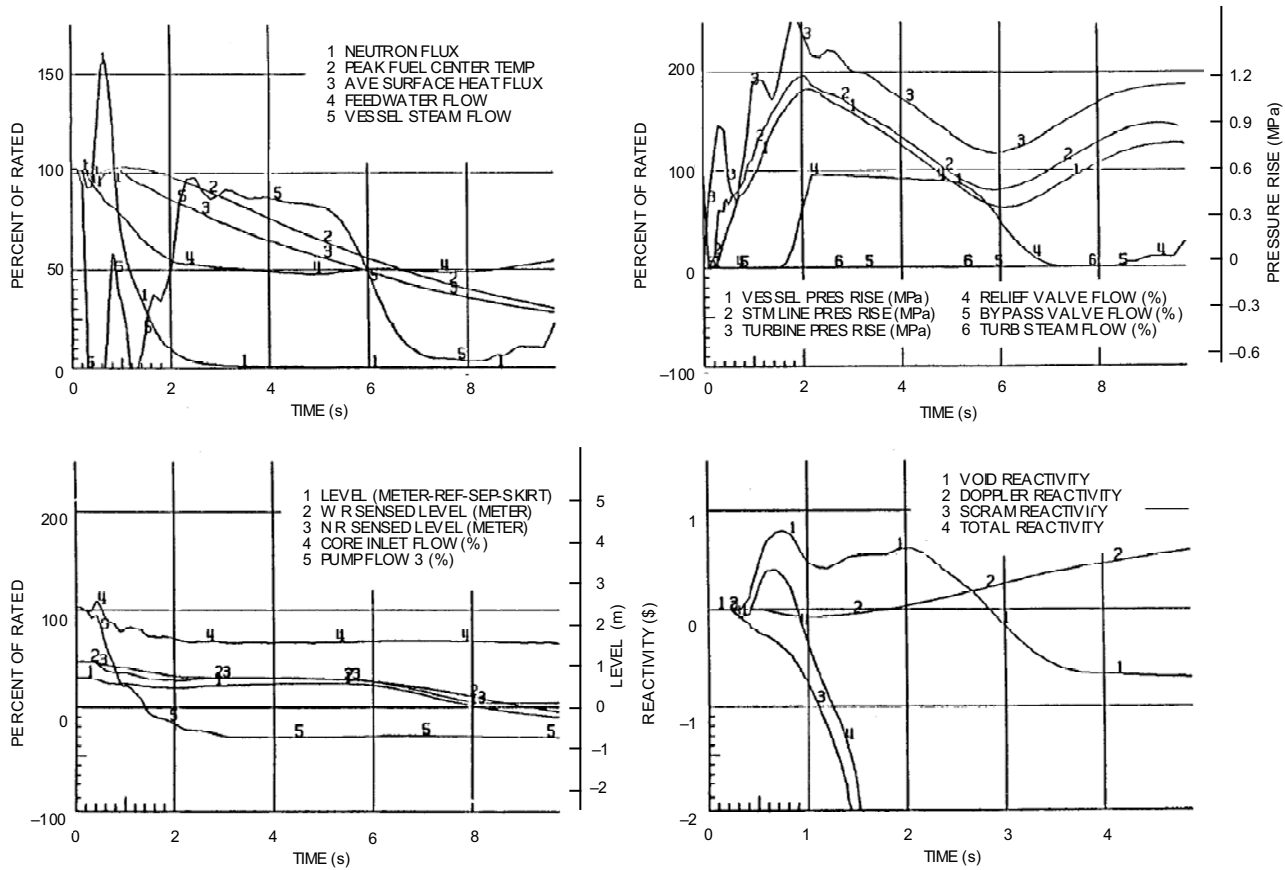 1 NEUTRON FLUX
2 PEAK FUEL CENTER TEMP
3 AVE SURFACE HEAT FLUX
4 FEEDWATER FLOW
5 VESSEL STEAM FLOW
PERCENT OF RATED
150
100
50
0
0 2 4 6 8
TIME (s)
PERCENT OF RATED
200
100
0
–100
1 VESSEL PRES RISE (MPa)
2 STM LINE PRES RISE (MPa)
3 TURBINE PRES RISE (MPa)
4 RELIEF VALVE FLOW (%)
5 BYPASS VALVE FLOW (%)
6 TURB STEAM FLOW (%)
1.2
0.9
0.6
0.3
0
–0.3
–0.6
PRESSURE RISE (MPa)
0 2 4 6 8
TIME (s)
1 LEVEL (METER-REF-SEP-SKIRT)
2 W R SENSED LEVEL (METER)
3 N R SENSED LEVEL (METER)
4 CORE INLET FLOW (%)
5 PUMP FLOW 3 (%)
PERCENT OF RATED
200
100
0
–100
5
4
3
2
1
0
–1
–2
LEVEL (m)
0 2 4 6 8
TIME (s)
1 VOID REACTIVITY
2 DOPPLER REACTIVITY
3 SCRAM REACTIVITY
4 TOTAL REACTIVITY
REACTIVITY ($)
1
0
–1
–2
0 1 2 3 4
TIME (s)